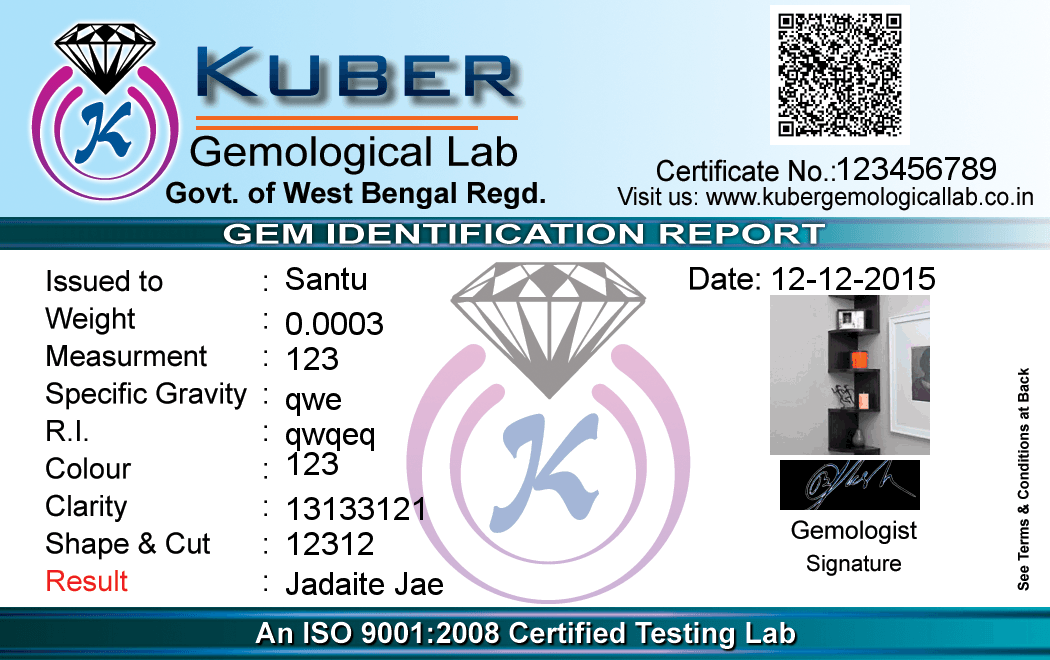 K
KUBER
Gemological Lab
Govt. of West Bengal Regd.
Certificate No.:123456789
Visit us: www.kubergemologicallab.co.in
GEM IDENTIFICATION REPORT
Issued to : Santu
Date: 12-12-2015
Weight : 0.0003
Measurment : 123
Specific Gravity : qwe
R.I. : qwqeq
Colour : 123
Clarity : 13133121
Shape & Cut : 12312
Result : Jadaite Jae
K
Gemologist
Signature
See Terms & Conditions at Back
An ISO 9001:2008 Certified Testing Lab